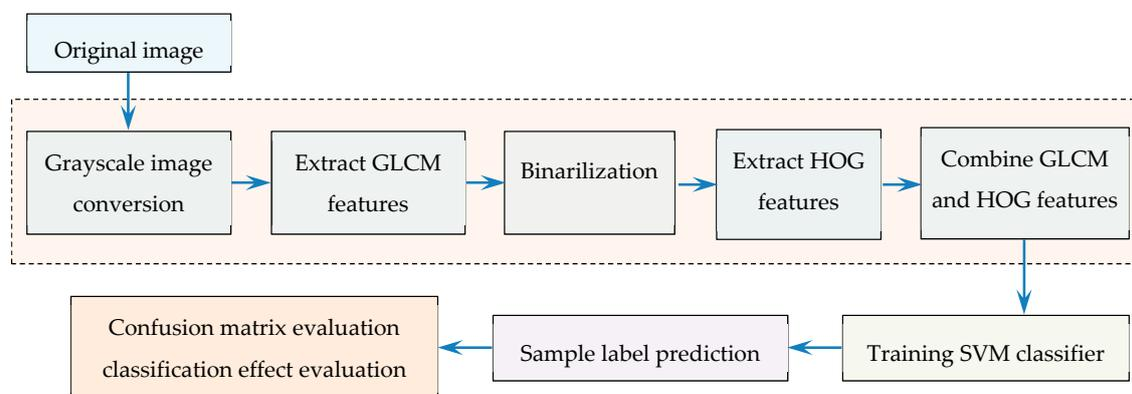 Original image
Grayscale image
conversion
Extract GLCM
features
Binarilization
Extract HOG
features
Combine GLCM
and HOG features
Training SVM classifier
Sample label prediction
Confusion matrix evaluation
classification effect evaluation